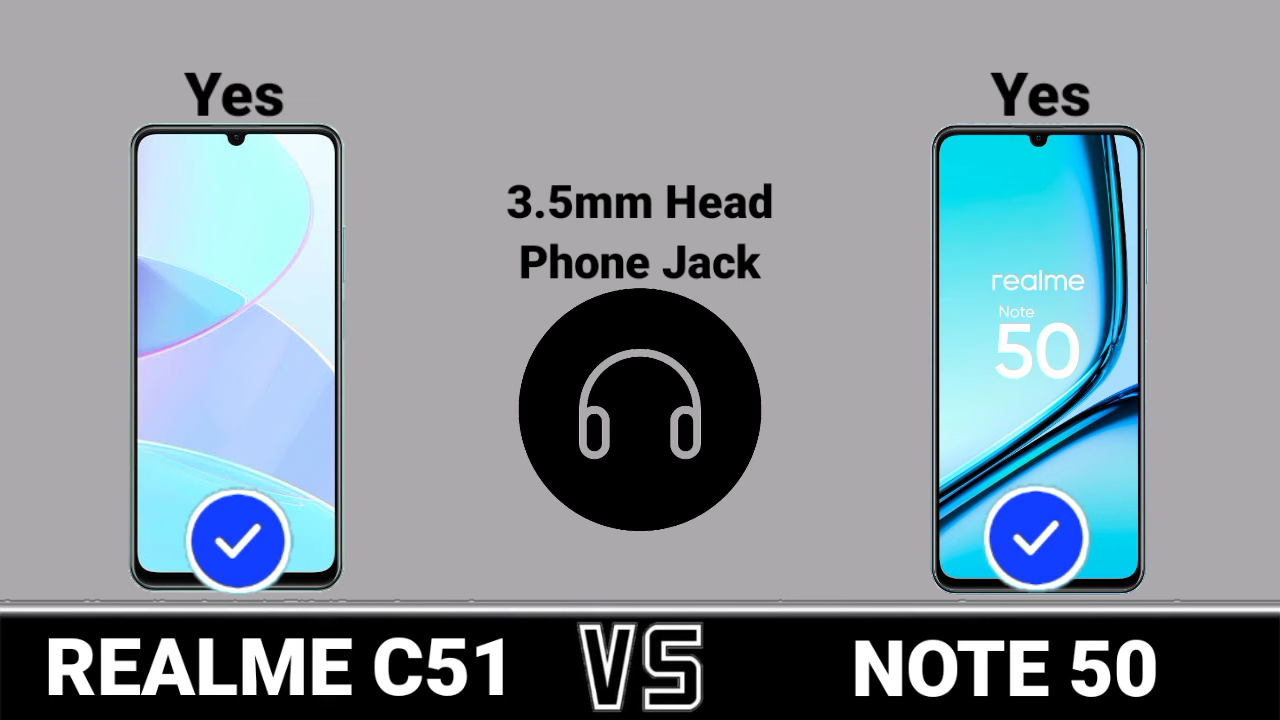 Yes
Yes
3.5mm Head
Phone Jack
realme
Note
50
REALME C51
VS
NOTE 50